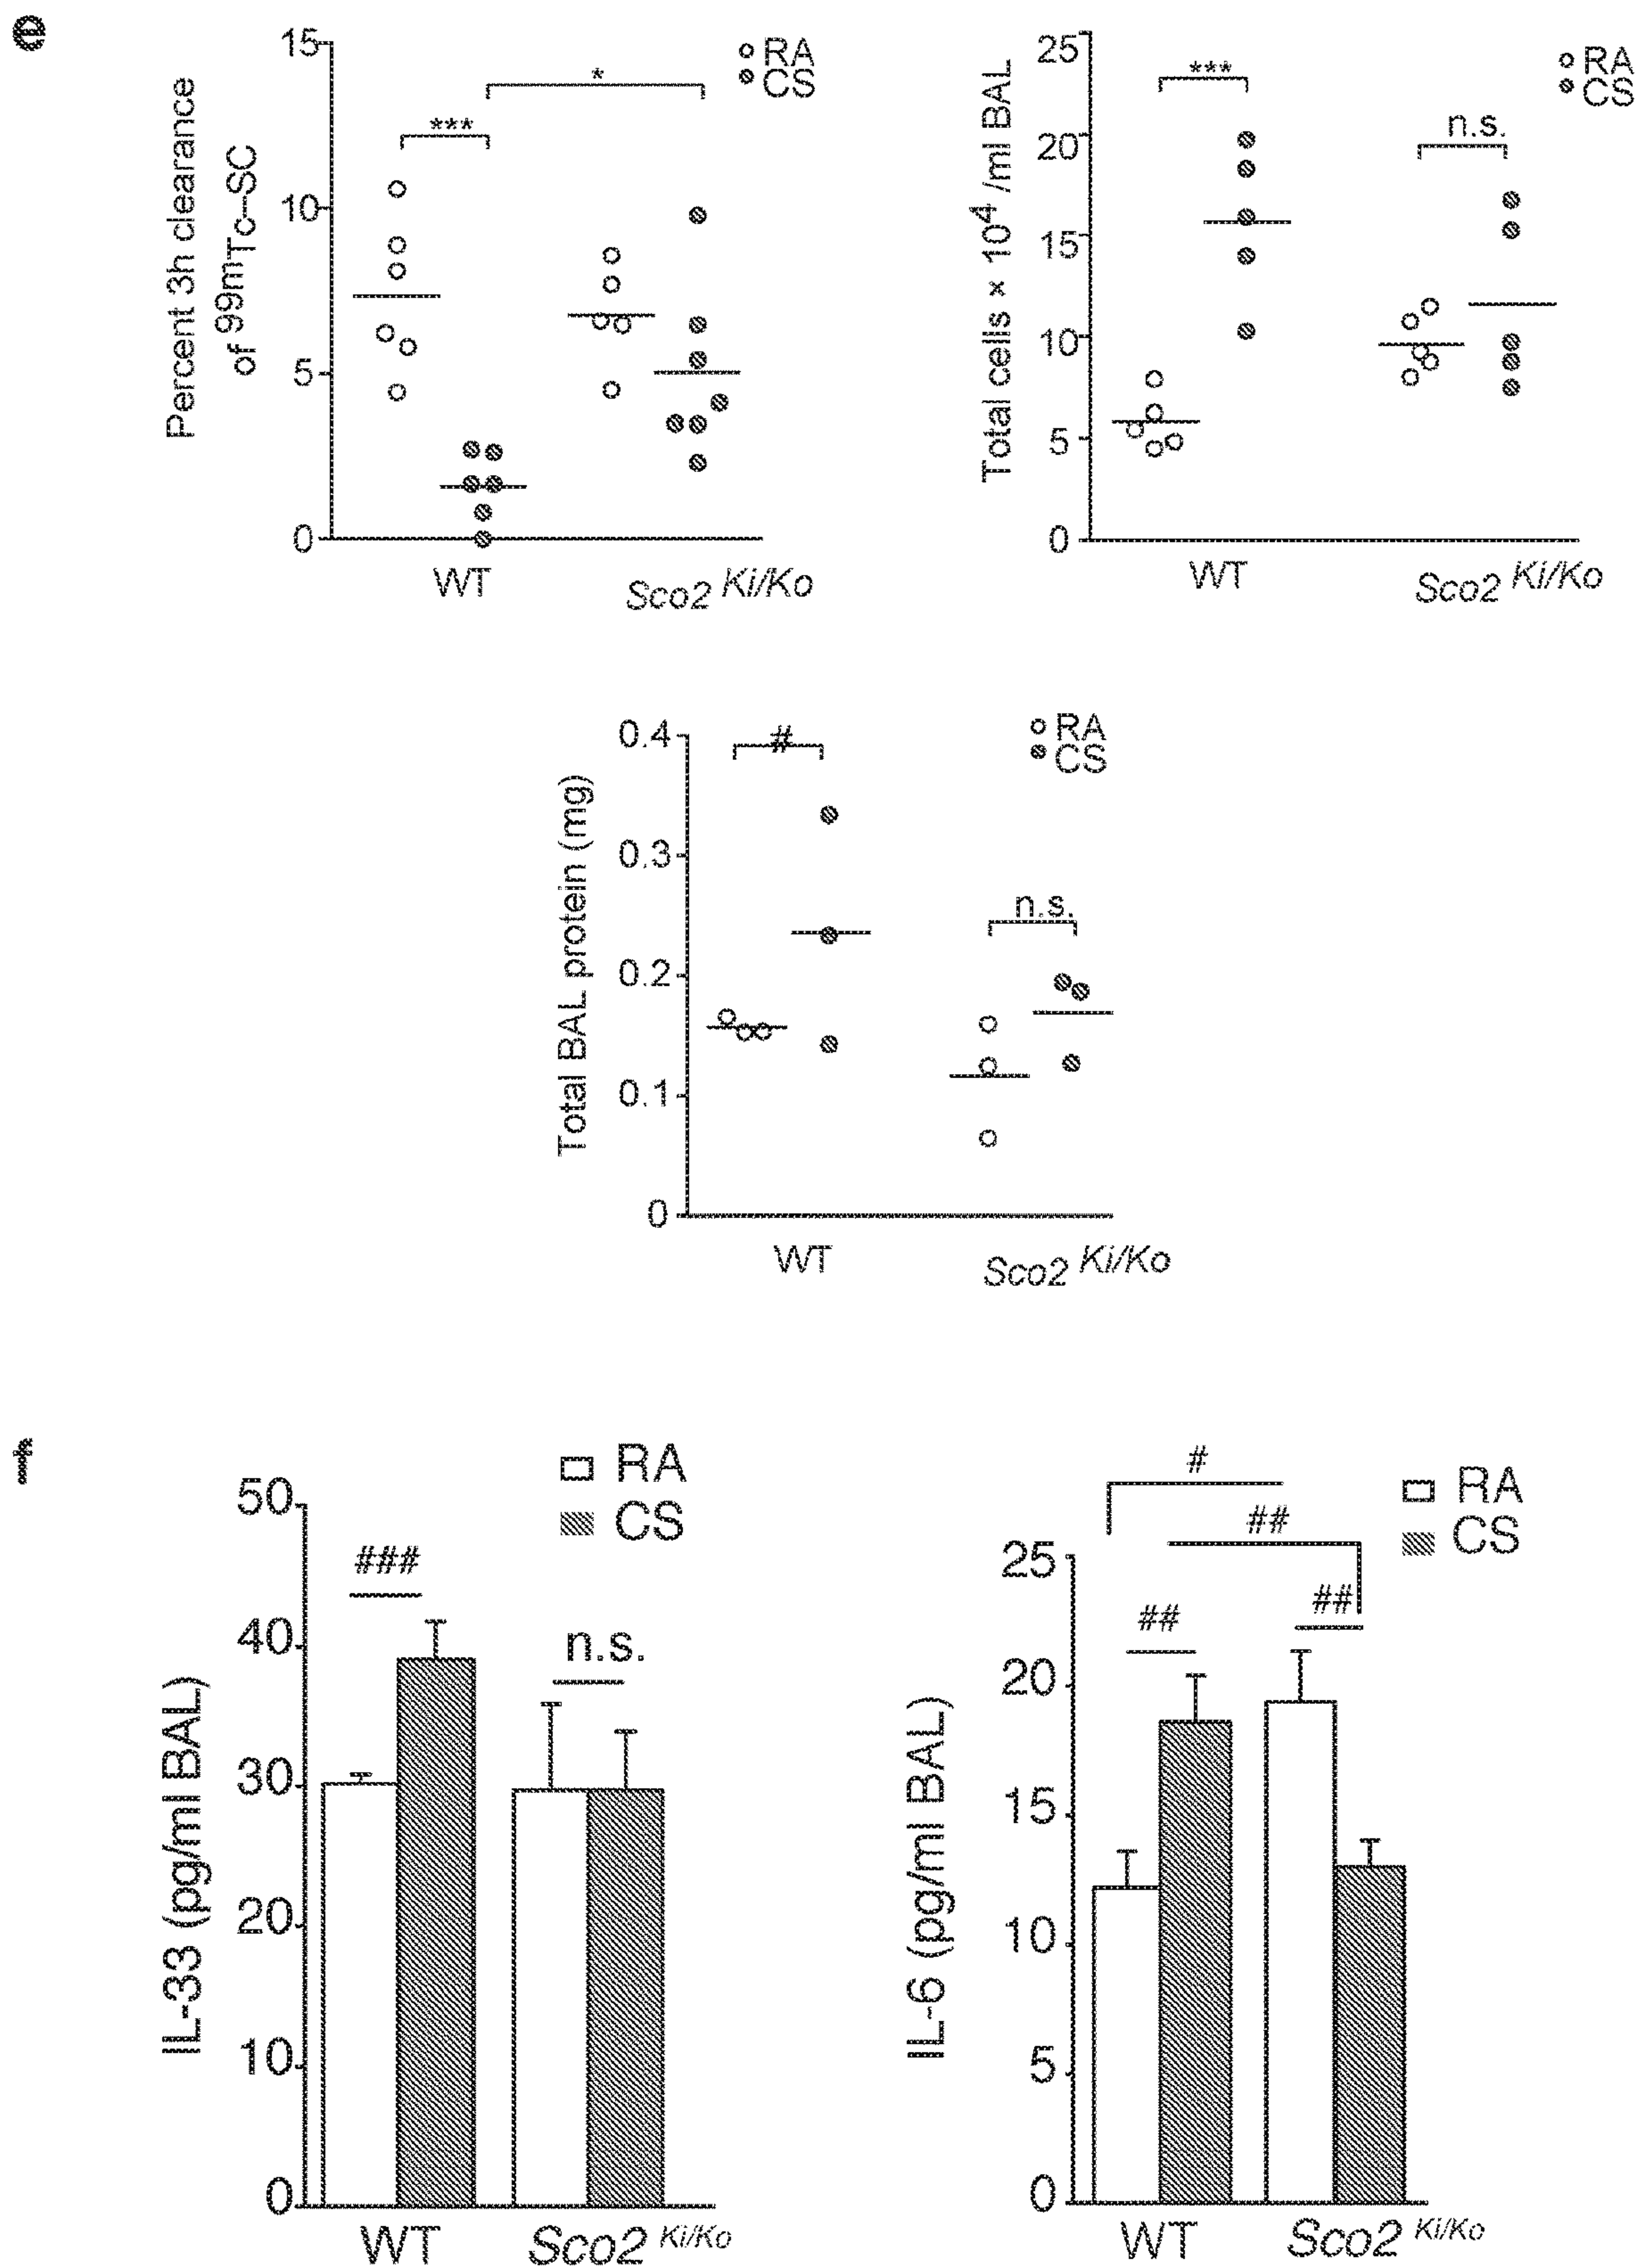 e
15
10
5
0
Percent 3h clearance
of 99mTc–SC
***
*
RA
CS
WT
Sco2 Ki/Ko
25
20
15
10
5
0
Total cells × 10⁴ /ml BAL
***
n.s.
RA
CS
WT
Sco2 Ki/Ko
0.4
0.3
0.2
0.1
0
Total BAL protein (mg)
#
n.s.
RA
CS
WT
Sco2 Ki/Ko
f
50
40
30
20
10
0
IL-33 (pg/ml BAL)
###
n.s.
RA
CS
WT
Sco2 Ki/Ko
25
20
15
10
5
0
IL-6 (pg/ml BAL)
#
##
##
##
RA
CS
WT
Sco2 Ki/Ko